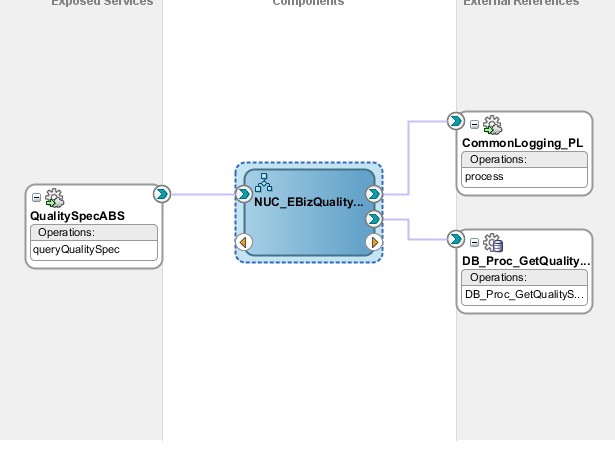 Exposed Services
Components
External References
QualitySpecABS
Operations:
queryQualitySpec
NUC_EBizQuality...
CommonLogging_PL
Operations:
process
DB_Proc_GetQuality...
Operations:
DB_Proc_GetQualityS...